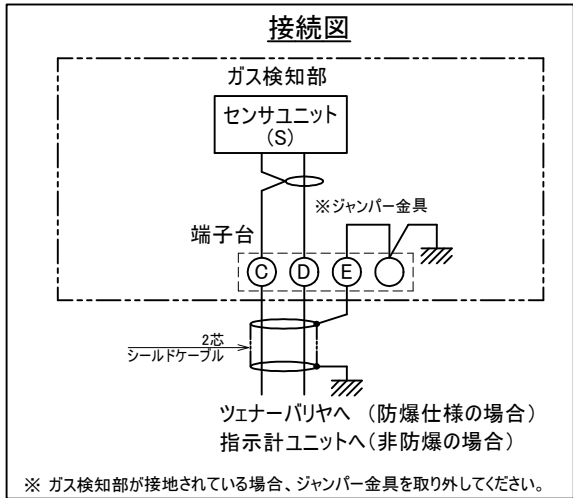 接続図
ガス検知部
センサユニット
(S)
※ジャンパー金具
端子台
C D E
2芯
シールドケーブル
ツェナーバリヤへ (防爆仕様の場合)
指示計ユニットへ(非防爆の場合)
※ ガス検知部が接地されている場合、ジャンパー金具を取り外してください。